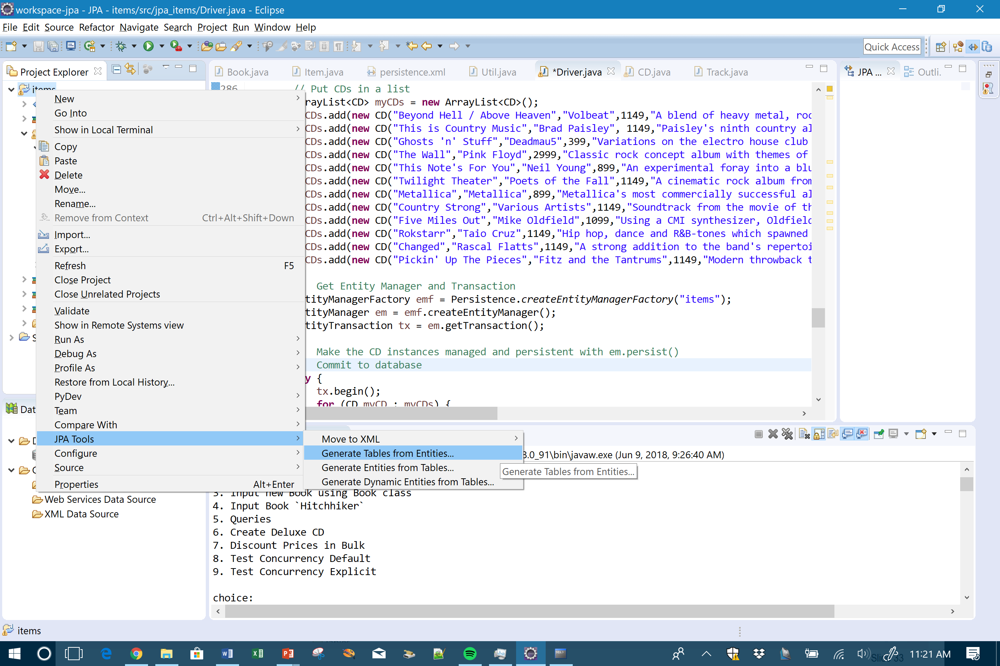 workspace-jpa - JPA - items/src/jpa_items/Driver.java - Eclipse
File Edit Source Refactor Navigate Search Project Run Window Help
Quick Access
Project Explorer
Book.java Item.java persistence.xml Util.java *Driver.java CD.java Track.java
JPA ... Outli.
items
286 // Put CDs in a list
rayList<CD> myCDs = new ArrayList<CD>();
CDs.add(new CD("Beyond Hell / Above Heaven","Volbeat",1149,"A blend of heavy metal, roc
CDs.add(new CD("This is Country Music","Brad Paisley", 1149,"Paisley's ninth country al
CDs.add(new CD("Ghosts 'n' Stuff","Deadmau5",399,"Variations on the electro house club
CDs.add(new CD("The Wall","Pink Floyd",2999,"Classic rock concept album with themes of
CDs.add(new CD("This Note's For You","Neil Young",899,"An experimental foray into a blu
CDs.add(new CD("Twilight Theater","Poets of the Fall",1149,"A cinematic rock album from
CDs.add(new CD("Metallica","Metallica",899,"Metallica's most commercially successful al
CDs.add(new CD("Country Strong","Various Artists",1149,"Soundtrack from the movie of th
CDs.add(new CD("Five Miles Out","Mike Oldfield",1099,"Using a CMI synthesizer, Oldfield
CDs.add(new CD("Rokstarr","Taio Cruz",1149,"Hip hop, dance and R&B-tones which spawned
CDs.add(new CD("Changed","Rascal Flatts",1149,"A strong addition to the band's repertoi
CDs.add(new CD("Pickin' Up The Pieces","Fitz and the Tantrums",1149,"Modern throwback t
Get Entity Manager and Transaction
tityManagerFactory emf = Persistence.createEntityManagerFactory("items");
tityManager em = emf.createEntityManager();
tityTransaction tx = em.getTransaction();
Make the CD instances managed and persistent with em.persist()
Commit to database
y {
tx.begin();
for (CD myCD : myCDs) {
New
Go Into
Show in Local Terminal
Copy
Paste
Delete
Move...
Rename...
Remove from Context Ctrl+Alt+Shift+Down
Import...
Export...
Refresh F5
Close Project
Close Unrelated Projects
Validate
Show in Remote Systems view
Run As
Debug As
Profile As
Restore from Local History...
PyDev
Team
Compare With
JPA Tools
Configure
Source
Properties Alt+Enter
Move to XML
Generate Tables from Entities...
Generate Entities from Tables...
Generate Dynamic Entities from Tables...
Generate Tables from Entities...
S
Dat
D
Web Services Data Source
XML Data Source
8.0_91\bin\javaw.exe (Jun 9, 2018, 9:26:40 AM)
3. Input new Book using Book class
4. Input Book `Hitchhiker`
5. Queries
6. Create Deluxe CD
7. Discount Prices in Bulk
8. Test Concurrency Default
9. Test Concurrency Explicit
choice:
items
Slide 33
11:21 AM